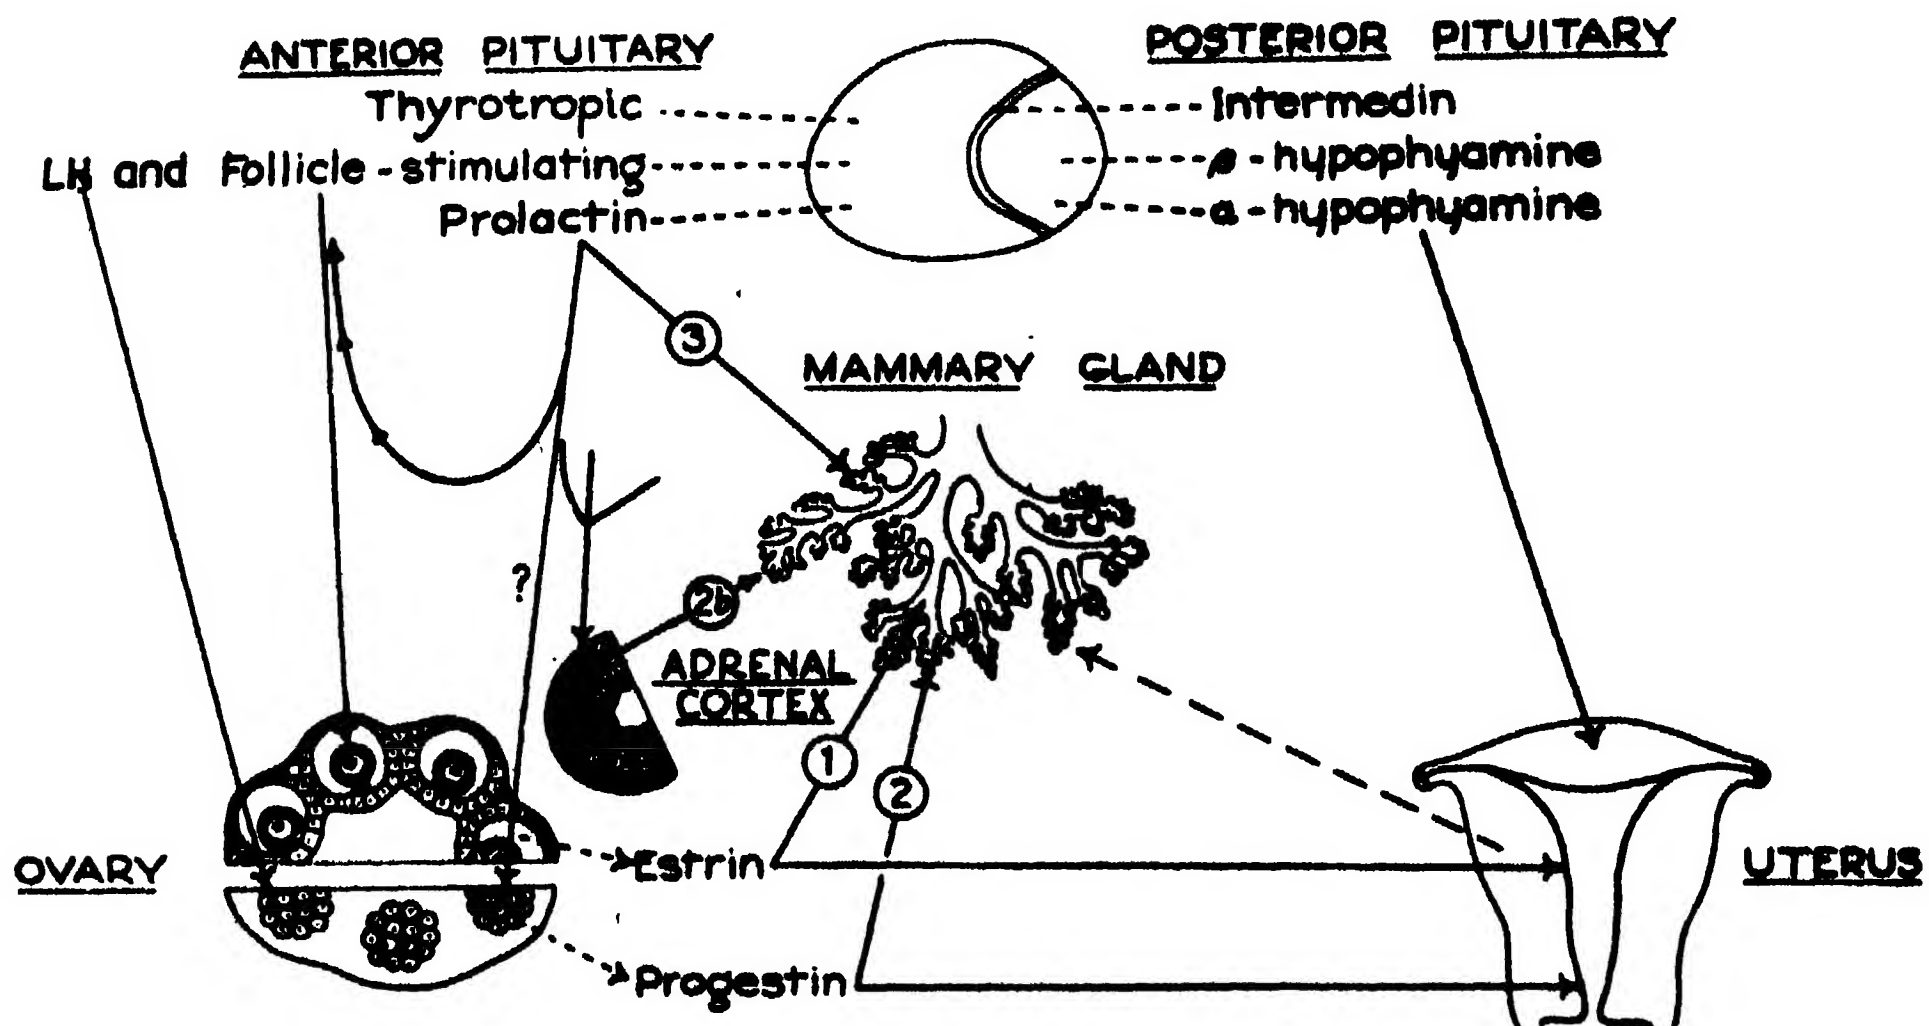 ANTERIOR PITUITARY
Thyrotropic
LH and Follicle-stimulating
Prolactin
POSTERIOR PITUITARY
Intermedin
β-hypophyamine
α-hypophyamine
3
MAMMARY GLAND
?
2b
ADRENAL
CORTEX
1
2
OVARY
Estrin
UTERUS
Progestin